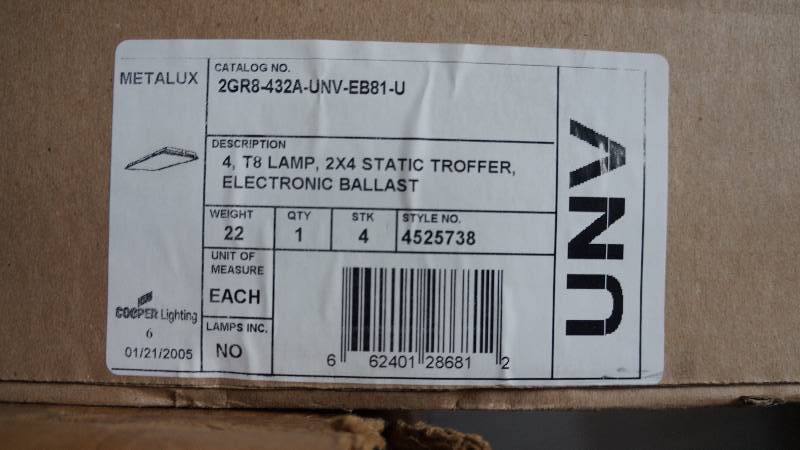 METALUX
CATALOG NO.
2GR8-432A-UNV-EB81-U
DESCRIPTION
4, T8 LAMP, 2X4 STATIC TROFFER,
ELECTRONIC BALLAST
WEIGHT
22
QTY
1
STK
4
STYLE NO.
4525738
UNIT OF
MEASURE
EACH
LAMPS INC.
NO
COOPER Lighting
6
01/21/2005
6 62401 28681 2
UNV